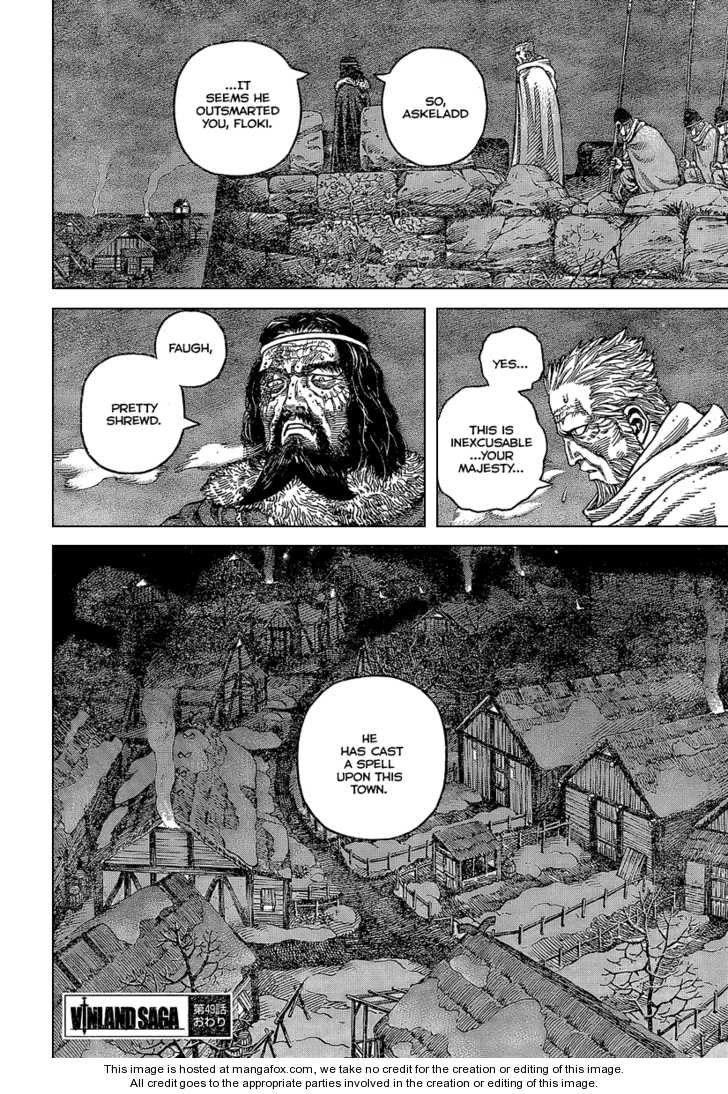 SO,
ASKELADD
...IT
SEEMS HE
OUTSMARTED
YOU, FLOKI.
YES...
THIS IS
INEXCUSABLE
...YOUR
MAJESTY...
FAUGH,
PRETTY
SHREWD.
HE
HAS CAST
A SPELL
UPON THIS
TOWN.
VINLAND SAGA
第49話
おわり
This image is hosted at mangafox.com, we take no credit for the creation or editing of this image.
All credit goes to the appropriate parties involved in the creation or editing of this image.